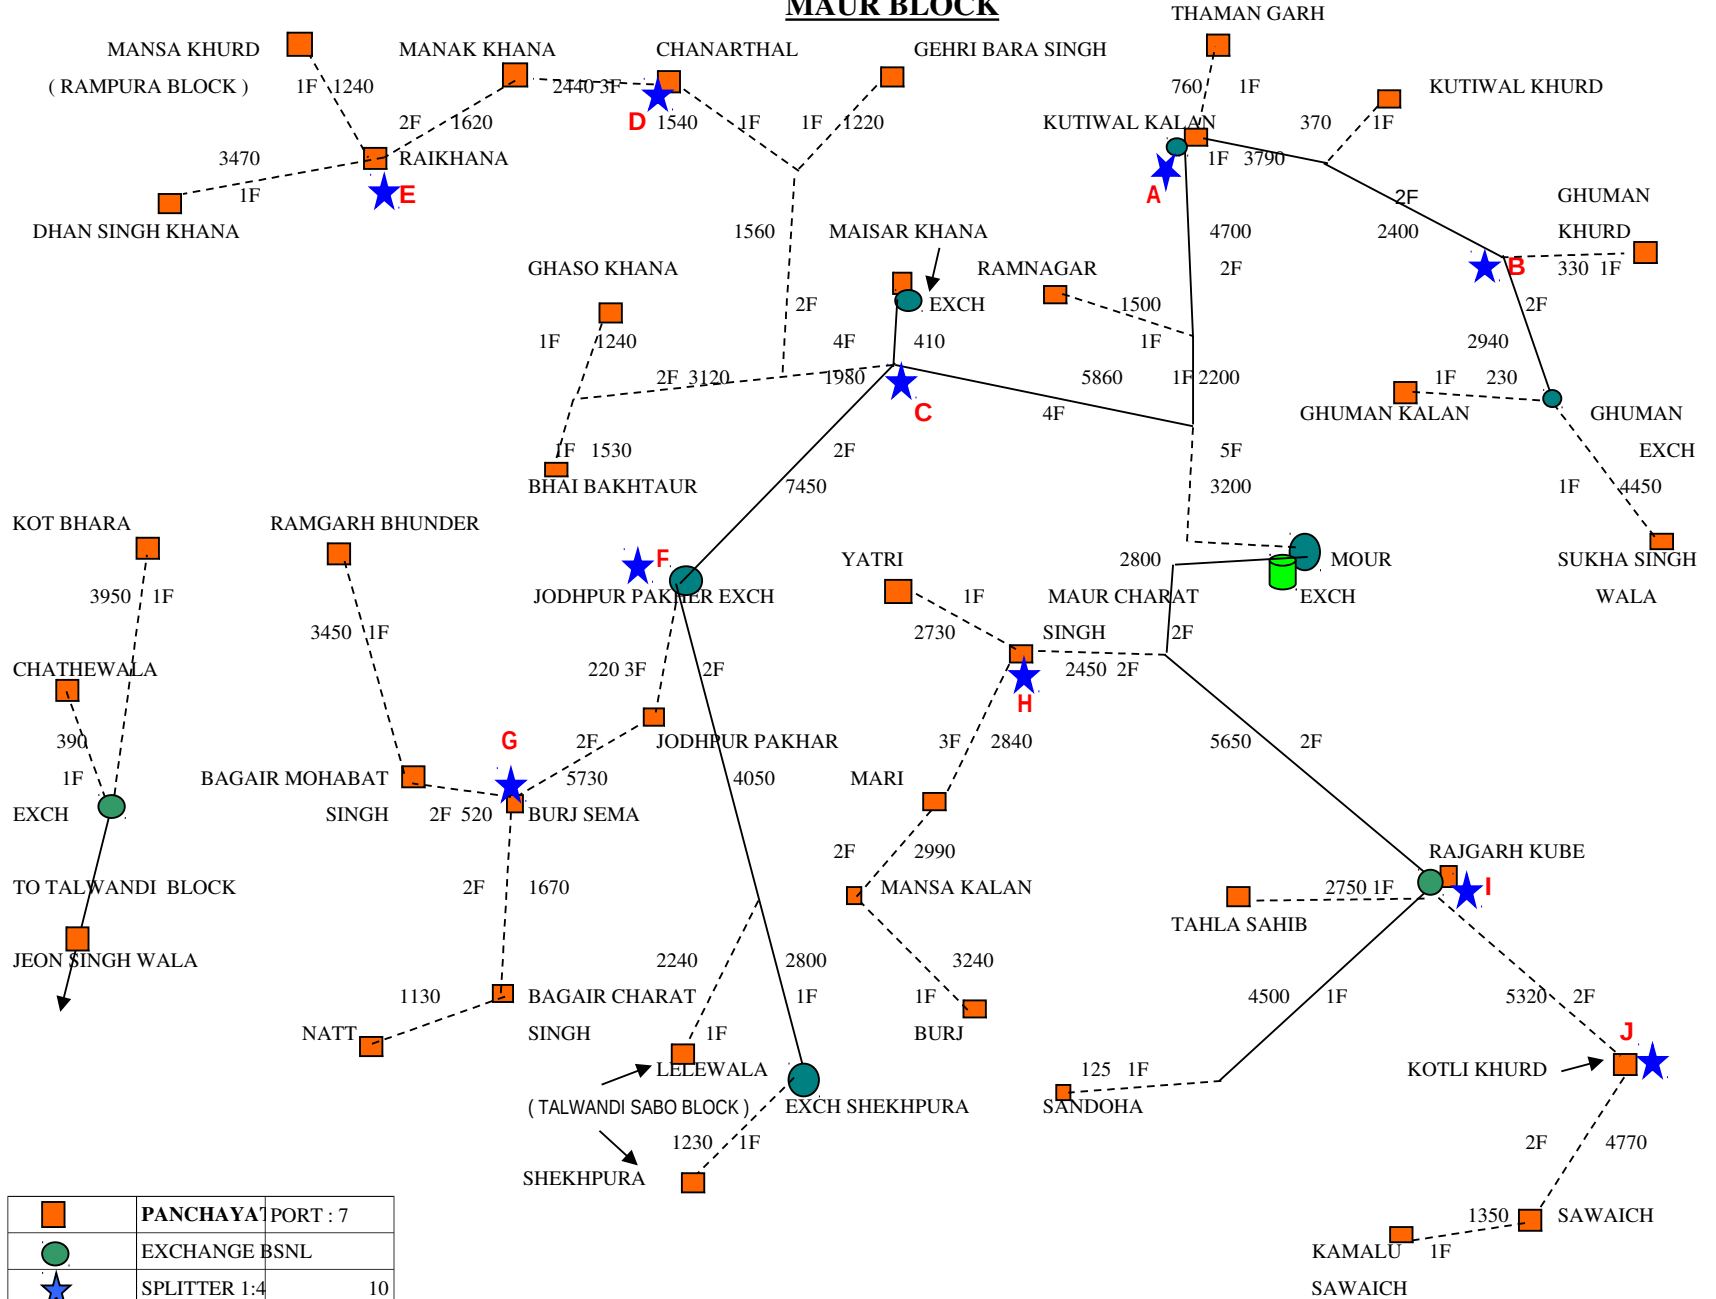 MAUR BLOCK
THAMAN GARH
MANSA KHURD MANAK KHANA CHANARTHAL GEHRI BARA SINGH
( RAMPURA BLOCK ) 1F 1240 2440 3F 760 1F KUTIWAL KHURD
2F 1620 D 1540 1F 1F 1220 KUTIWAL KALAN 370 1F
3470 RAIKHANA 1F 3790
1F E A 2F GHUMAN
DHAN SINGH KHANA 1560 MAISAR KHANA 4700 2400 KHURD
GHASO KHANA RAMNAGAR 2F B 330 1F
2F EXCH 1500 2F
1F 1240 4F 410 1F 2940
2F 3120 1980 5860 1F 2200 1F 230
C 4F GHUMAN KALAN GHUMAN
1F 1530 2F 5F EXCH
BHAI BAKHTAUR 7450 3200 1F 4450
KOT BHARA RAMGARH BHUNDER
F YATRI 2800 MOUR SUKHA SINGH
3950 1F JODHPUR PAKHER EXCH 1F MAUR CHARAT EXCH WALA
3450 1F 2730 SINGH 2F
CHATHEWALA 220 3F 2F 2450 2F
H
390 G 2F JODHPUR PAKHAR 3F 2840 5650 2F
1F BAGAIR MOHABAT 5730 4050 MARI
EXCH SINGH 2F 520 BURJ SEMA
2F 2990 RAJGARH KUBE
TO TALWANDI BLOCK 2F 1670 MANSA KALAN 2750 1F I
TAHLA SAHIB
JEON SINGH WALA 2240 2800 3240
1130 BAGAIR CHARAT 1F 1F 4500 1F 5320 2F
NATT SINGH 1F BURJ J
LELEWALA 125 1F KOTLI KHURD
( TALWANDI SABO BLOCK ) EXCH SHEKHPURA SANDOHA
1230 1F 2F 4770
SHEKHPURA
PANCHAYAT PORT : 7 1350 SAWAICH
EXCHANGE BSNL KAMALU 1F
SPLITTER 1:4 10 SAWAICH